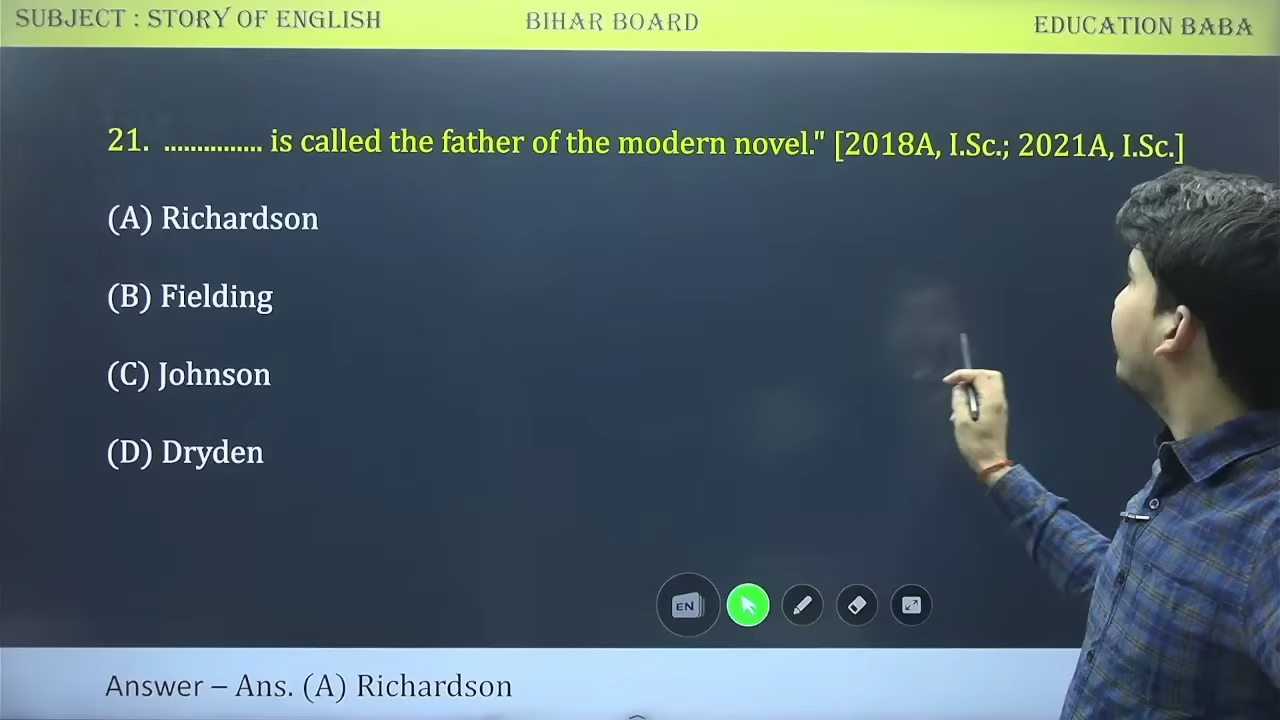 SUBJECT : STORY OF ENGLISH
BIHAR BOARD
EDUCATION BABA
21. ............... is called the father of the modern novel." [2018A, I.Sc.; 2021A, I.Sc.]
(A) Richardson
(B) Fielding
(C) Johnson
(D) Dryden
EN
Answer – Ans. (A) Richardson